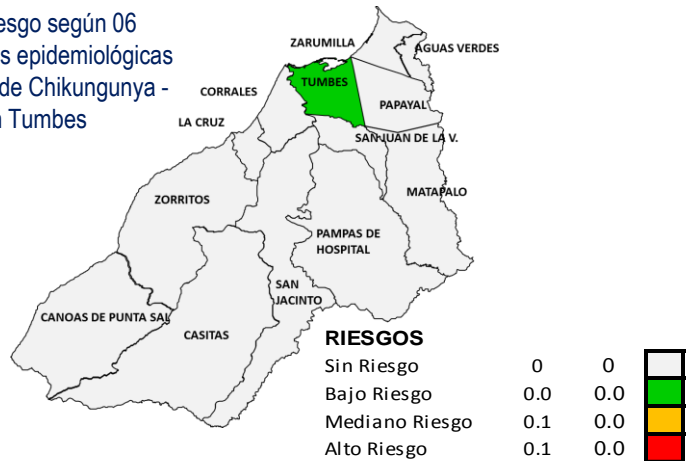 esgo según 06
s epidemiológicas
de Chikungunya -
Tumbes
ZARUMILLA
AGUAS VERDES
TUMBES
CORRALES
PAPAYAL
LA CRUZ
SAN JUAN DE LA V.
MATAPALO
ZORRITOS
PAMPAS DE
HOSPITAL
SAN
JACINTO
CANOAS DE PUNTA SAL
CASITAS
RIESGOS
Sin Riesgo 0 0
Bajo Riesgo 0.0 0.0
Mediano Riesgo 0.1 0.0
Alto Riesgo 0.1 0.0